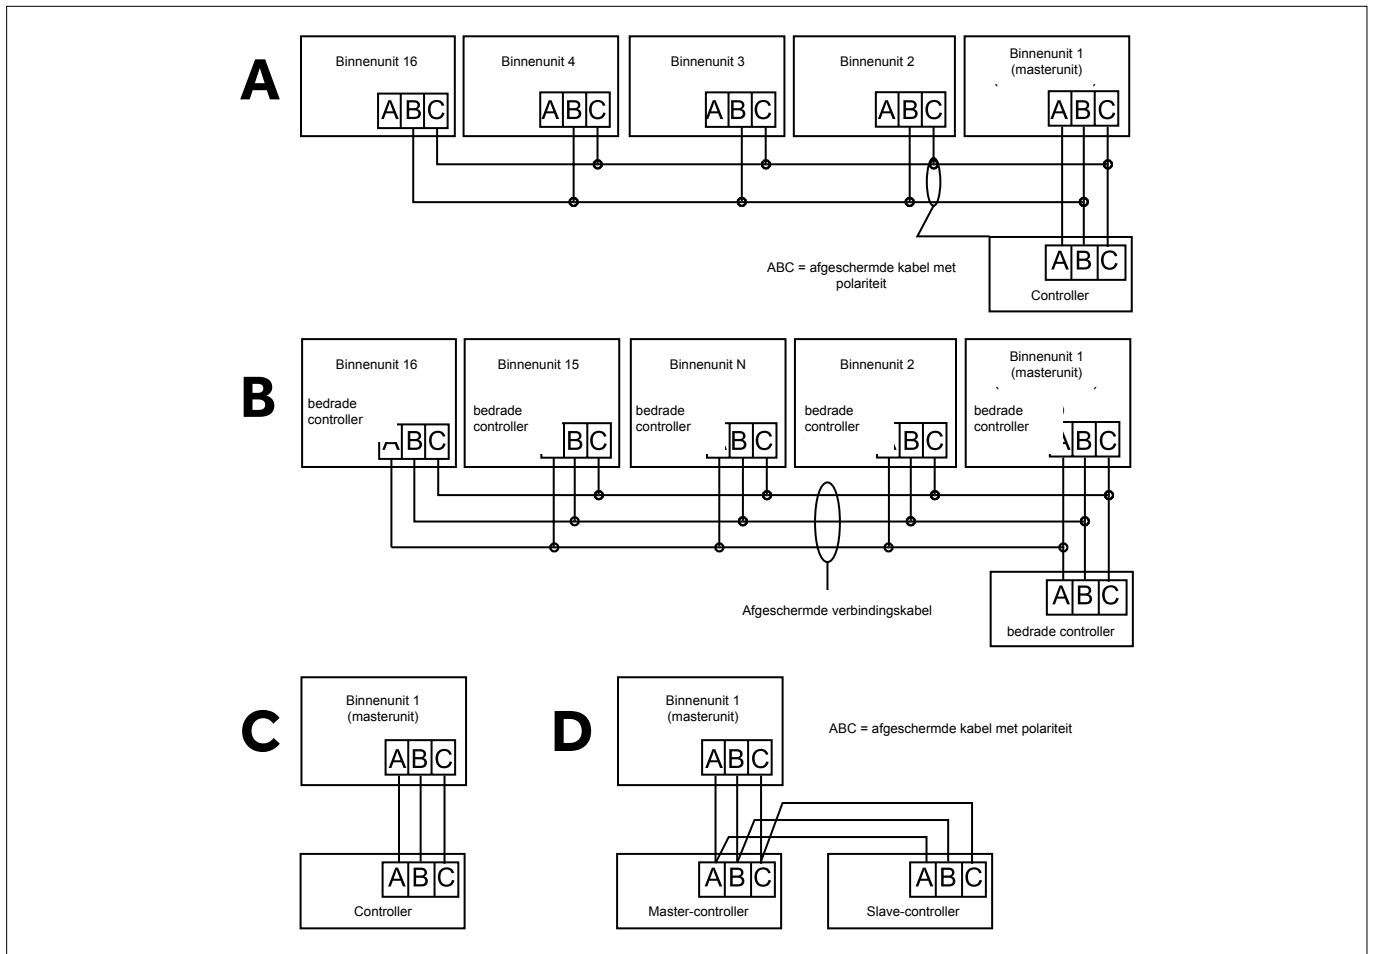 A
Binnenunit 16
Binnenunit 4
Binnenunit 3
Binnenunit 2
Binnenunit 1
(masterunit)
A B C
A B C
A B C
A B C
A B C
ABC = afgeschermde kabel met
polariteit
A B C
Controller
B
Binnenunit 16
Binnenunit 15
Binnenunit N
Binnenunit 2
Binnenunit 1
(masterunit)
bedrade
controller
bedrade
controller
bedrade
controller
bedrade
controller
bedrade
controller
A B C
B C
B C
B C
A B C
Afgeschermde verbindingskabel
A B C
bedrade controller
C
Binnenunit 1
(masterunit)
A B C
A B C
Controller
D
Binnenunit 1
(masterunit)
A B C
ABC = afgeschermde kabel met polariteit
A B C
Master-controller
A B C
Slave-controller